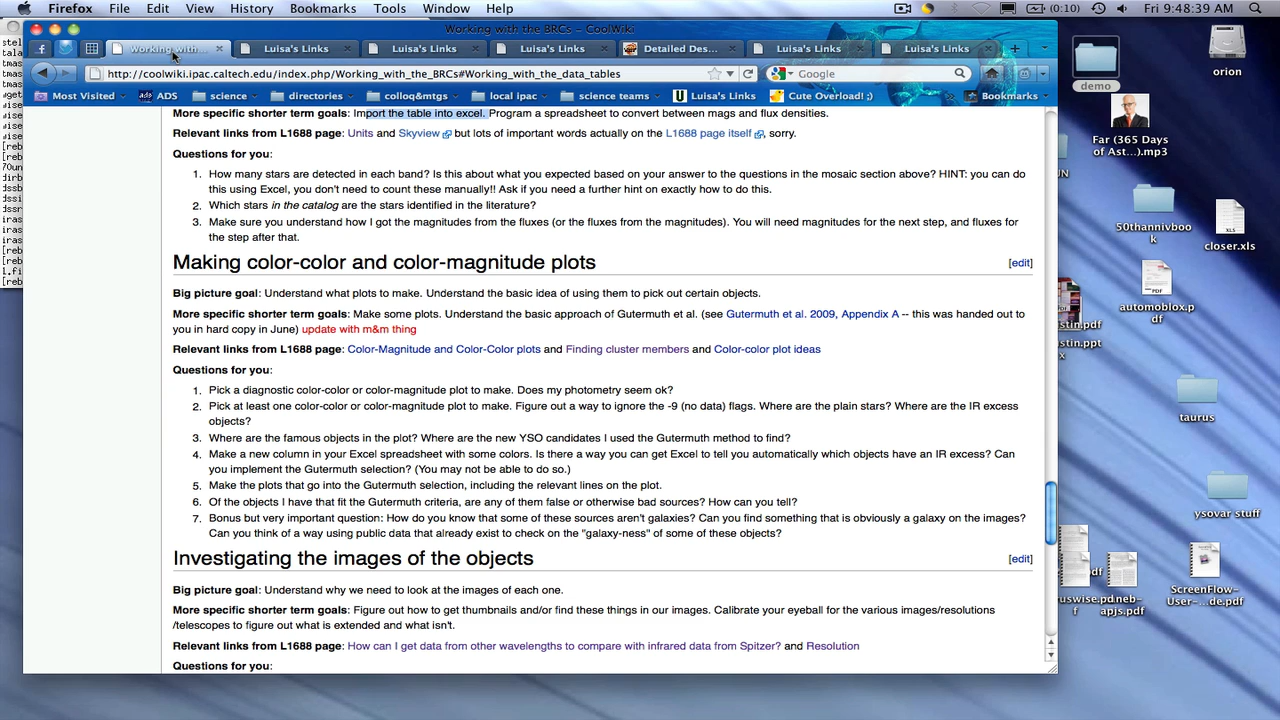 Firefox File Edit View History Bookmarks Tools Window Help (0:10) Fri 9:48:39 AM
Working with the BRCs – CoolWiki
Working with... Luisa's Links Luisa's Links Luisa's Links Detailed Des... Luisa's Links Luisa's Links
http://coolwiki.ipac.caltech.edu/index.php/Working_with_the_BRCs#Working_with_the_data_tables Google
Most Visited ADS science directories colloq&mtgs local ipac science teams Luisa's Links Cute Overload! ;) Bookmarks
More specific shorter term goals: Import the table into excel. Program a spreadsheet to convert between mags and flux densities.
Relevant links from L1688 page: Units and Skyview but lots of important words actually on the L1688 page itself, sorry.
Questions for you:
1. How many stars are detected in each band? Is this about what you expected based on your answer to the questions in the mosaic section above? HINT: you can do
this using Excel, you don't need to count these manually!! Ask if you need a further hint on exactly how to do this.
2. Which stars in the catalog are the stars identified in the literature?
3. Make sure you understand how I got the magnitudes from the fluxes (or the fluxes from the magnitudes). You will need magnitudes for the next step, and fluxes for
the step after that.
Making color-color and color-magnitude plots [edit]
Big picture goal: Understand what plots to make. Understand the basic idea of using them to pick out certain objects.
More specific shorter term goals: Make some plots. Understand the basic approach of Gutermuth et al. (see Gutermuth et al. 2009, Appendix A -- this was handed out to
you in hard copy in June) update with m&m thing
Relevant links from L1688 page: Color-Magnitude and Color-Color plots and Finding cluster members and Color-color plot ideas
Questions for you:
1. Pick a diagnostic color-color or color-magnitude plot to make. Does my photometry seem ok?
2. Pick at least one color-color or color-magnitude plot to make. Figure out a way to ignore the -9 (no data) flags. Where are the plain stars? Where are the IR excess
objects?
3. Where are the famous objects in the plot? Where are the new YSO candidates I used the Gutermuth method to find?
4. Make a new column in your Excel spreadsheet with some colors. Is there a way you can get Excel to tell you automatically which objects have an IR excess? Can
you implement the Gutermuth selection? (You may not be able to do so.)
5. Make the plots that go into the Gutermuth selection, including the relevant lines on the plot.
6. Of the objects I have that fit the Gutermuth criteria, are any of them false or otherwise bad sources? How can you tell?
7. Bonus but very important question: How do you know that some of these sources aren't galaxies? Can you find something that is obviously a galaxy on the images?
Can you think of a way using public data that already exist to check on the "galaxy-ness" of some of these objects?
Investigating the images of the objects [edit]
Big picture goal: Understand why we need to look at the images of each one.
More specific shorter term goals: Figure out how to get thumbnails and/or find these things in our images. Calibrate your eyeball for the various images/resolutions
/telescopes to figure out what is extended and what isn't.
Relevant links from L1688 page: How can I get data from other wavelengths to compare with infrared data from Spitzer? and Resolution
Questions for you:
orion
demo
Far (365 Days
of Ast...).mp3
50thannivboo
k
closer.xls
automoblox.p
df
taurus
ysovar stuff
ScreenFlow-
User-...de.pdf
apjs.pdf